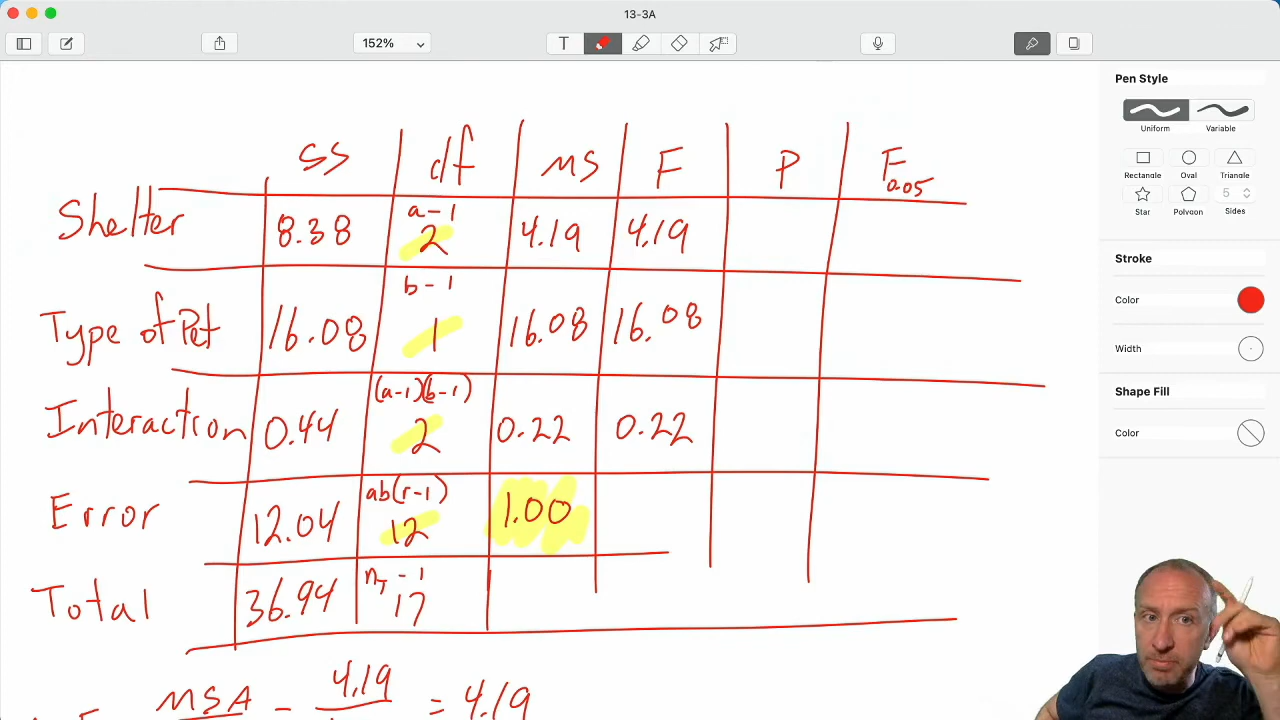 13-3A
152%
T
Pen Style
Uniform Variable
Rectangle Oval Triangle
Star Polygon Sides
5
Stroke
Color
Width
Shape Fill
Color
SS df MS F P F0.05
Shelter 8.38 a-1 2 4.19 4.19
Type of Pet 16.08 b-1 1 16.08 16.08
Interaction 0.44 (a-1)(b-1) 2 0.22 0.22
Error 12.04 ab(r-1) 12 1.00
Total 36.94 nT-1 17
MSA = 4.19 = 4.19